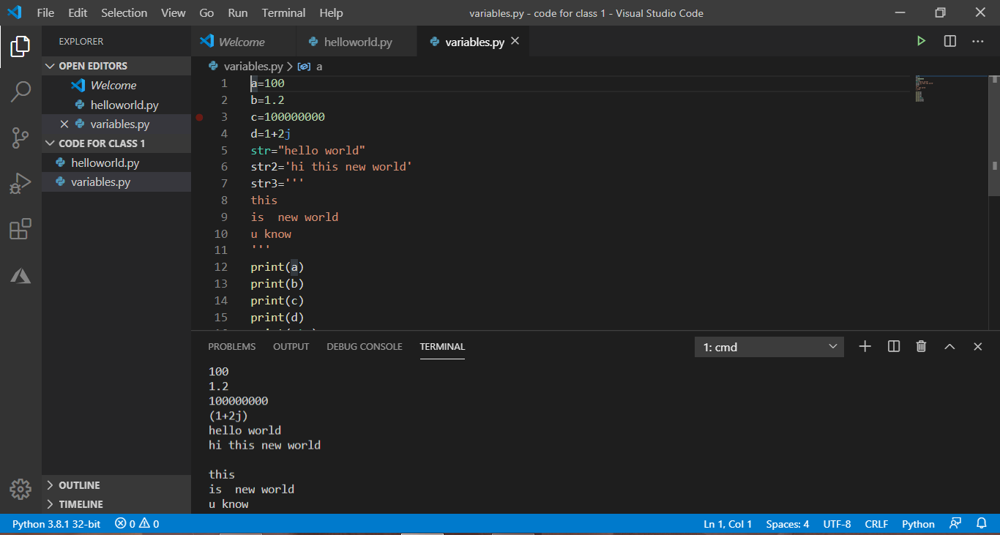 File Edit Selection View Go Run Terminal Help variables.py - code for class 1 - Visual Studio Code
EXPLORER
OPEN EDITORS
Welcome
helloworld.py
variables.py
CODE FOR CLASS 1
helloworld.py
variables.py
OUTLINE
TIMELINE
Welcome helloworld.py variables.py
variables.py > a
1 a=100
2 b=1.2
3 c=100000000
4 d=1+2j
5 str="hello world"
6 str2='hi this new world'
7 str3='''
8 this
9 is  new world
10 u know
11 '''
12 print(a)
13 print(b)
14 print(c)
15 print(d)
PROBLEMS OUTPUT DEBUG CONSOLE TERMINAL 1: cmd
100
1.2
100000000
(1+2j)
hello world
hi this new world
this
is  new world
u know
Python 3.8.1 32-bit 0 0 Ln 1, Col 1 Spaces: 4 UTF-8 CRLF Python